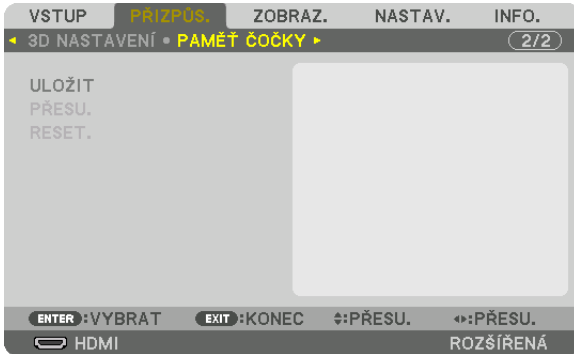 VSTUP PŘIZPŮS. ZOBRAZ. NASTAV. INFO.
3D NASTAVENÍ • PAMĚŤ ČOČKY 2/2
ULOŽIT
PŘESU.
RESET.
ENTER :VYBRAT EXIT :KONEC :PŘESU. :PŘESU.
HDMI ROZŠÍŘENÁ